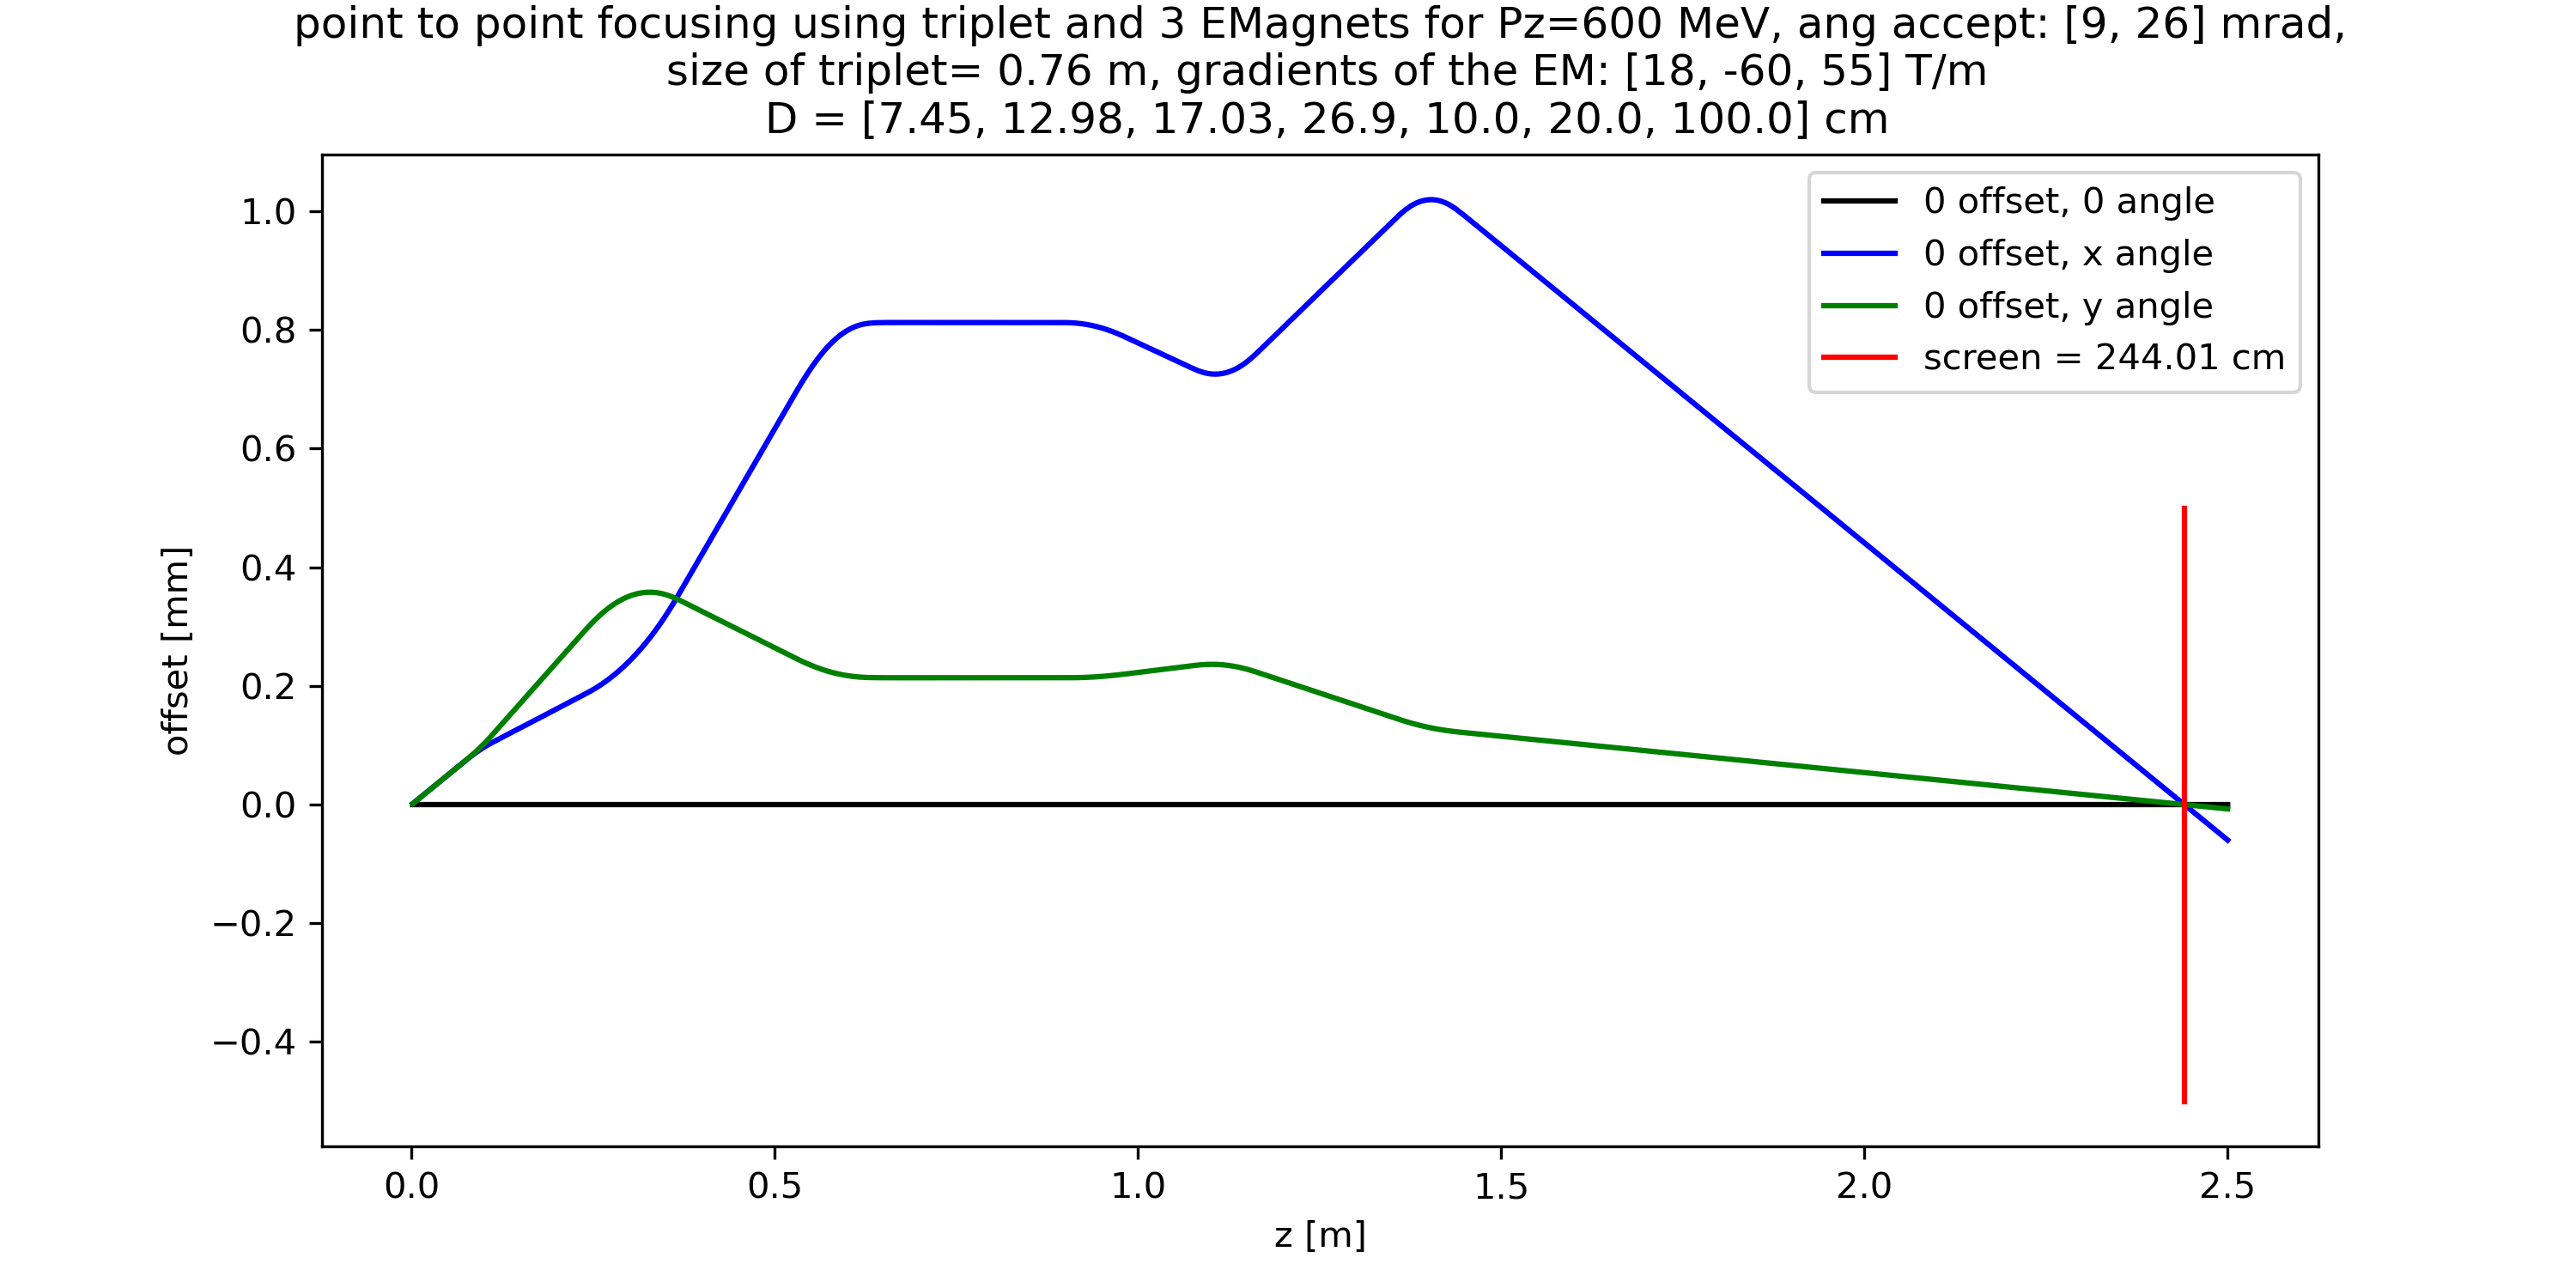 point to point focusing using triplet and 3 EMagnets for Pz=600 MeV, ang accept: [9, 26] mrad,
size of triplet= 0.76 m, gradients of the EM: [18, -60, 55] T/m
D = [7.45, 12.98, 17.03, 26.9, 10.0, 20.0, 100.0] cm
0 offset, 0 angle
0 offset, x angle
0 offset, y angle
screen = 244.01 cm
offset [mm]
1.0
0.8
0.6
0.4
0.2
0.0
−0.2
−0.4
0.0 0.5 1.0 1.5 2.0 2.5
z [m]